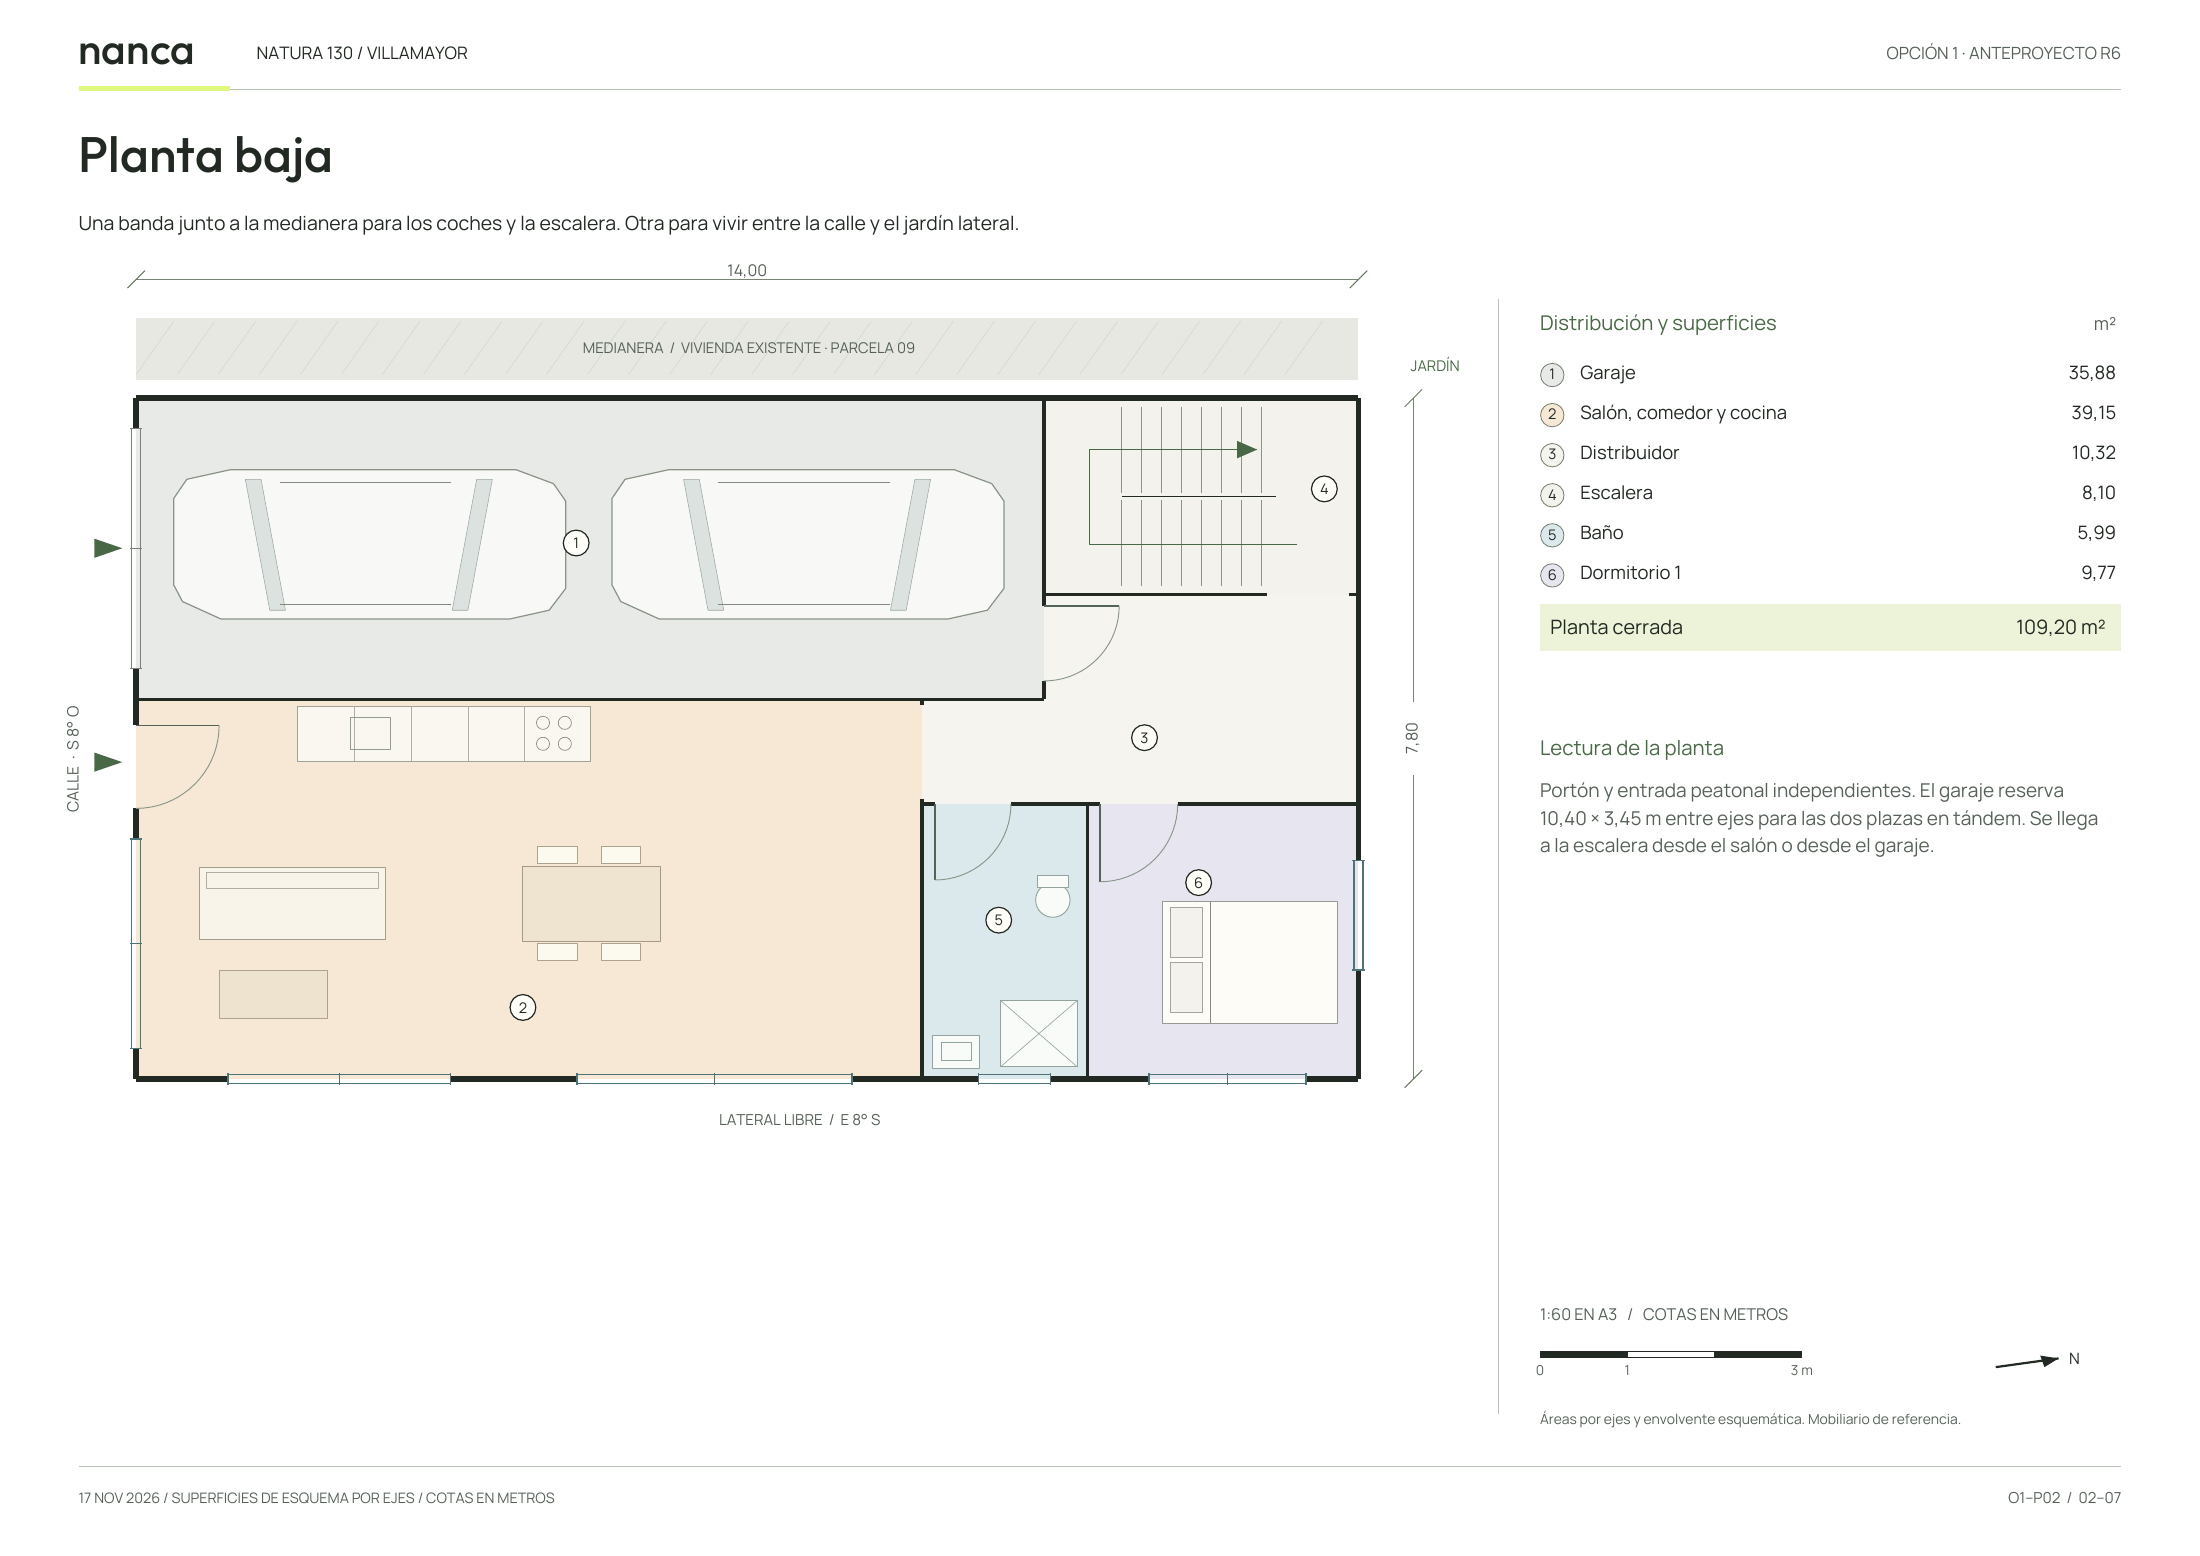 nanca
NATURA 130 / VILLAMAYOR
OPCIÓN 1 · ANTEPROYECTO R6
Planta baja
Una banda junto a la medianera para los coches y la escalera. Otra para vivir entre la calle y el jardín lateral.
14,00
MEDIANERA / VIVIENDA EXISTENTE · PARCELA 09
JARDÍN
4
1
CALLE · S 8° O
3
7,80
6
5
2
LATERAL LIBRE / E 8° S
Distribución y superficies m²
1 Garaje 35,88
2 Salón, comedor y cocina 39,15
3 Distribuidor 10,32
4 Escalera 8,10
5 Baño 5,99
6 Dormitorio 1 9,77
Planta cerrada 109,20 m²
Lectura de la planta
Portón y entrada peatonal independientes. El garaje reserva
10,40 × 3,45 m entre ejes para las dos plazas en tándem. Se llega
a la escalera desde el salón o desde el garaje.
1:60 EN A3 / COTAS EN METROS
0 1 3 m
N
Áreas por ejes y envolvente esquemática. Mobiliario de referencia.
17 NOV 2026 / SUPERFICIES DE ESQUEMA POR EJES / COTAS EN METROS
O1–P02 / 02–07